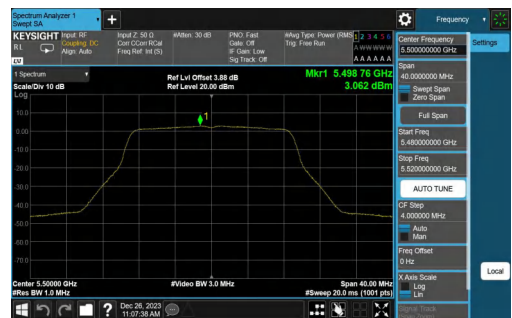 Spectrum Analyzer 1
Swept SA
Frequency
KEYSIGHT
RL
Input: RF
Coupling: DC
Align: Auto
Input Z: 50 Ω
Corr CCorr RCal
Freq Ref: Int (S)
#Atten: 30 dB
PNO: Fast
Gate: Off
IF Gain: Low
Sig Track: Off
#Avg Type: Power (RMS)
Trig: Free Run
1 2 3 4 5 6
A W W W W W
A A A A A A
LV
1 Spectrum
Scale/Div 10 dB
Log
Ref Lvl Offset 3.88 dB
Ref Level 20.00 dBm
Mkr1 5.498 76 GHz
3.062 dBm
1
10.0
0.00
-10.0
-20.0
-30.0
-40.0
-50.0
-60.0
-70.0
Center 5.50000 GHz
#Res BW 1.0 MHz
#Video BW 3.0 MHz
Span 40.00 MHz
#Sweep 20.0 ms (1001 pts)
Center Frequency
5.500000000 GHz
Settings
Span
40.0000000 MHz
Swept Span
Zero Span
Full Span
Start Freq
5.480000000 GHz
Stop Freq
5.520000000 GHz
AUTO TUNE
CF Step
4.000000 MHz
Auto
Man
Freq Offset
0 Hz
X Axis Scale
Log
Lin
Signal Track
Local
Dec 26, 2023
11:07:38 AM